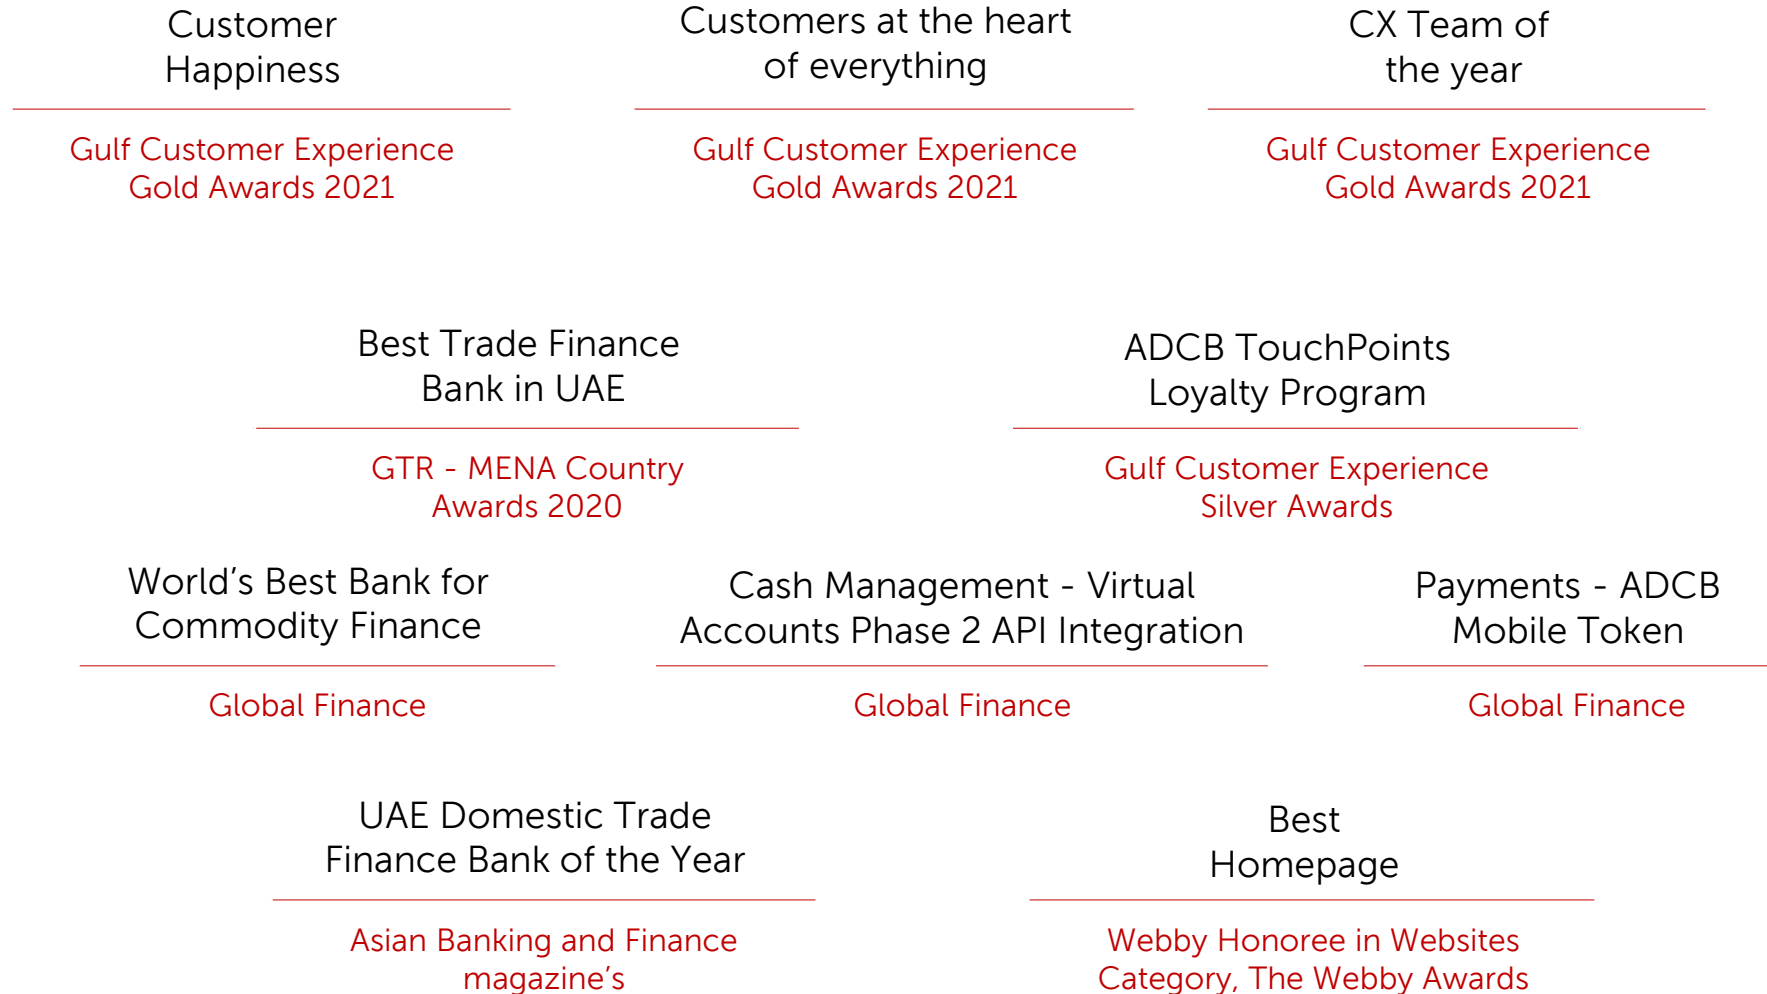 Customer
Happiness
Gulf Customer Experience
Gold Awards 2021
Customers at the heart
of everything
Gulf Customer Experience
Gold Awards 2021
CX Team of
the year
Gulf Customer Experience
Gold Awards 2021
Best Trade Finance
Bank in UAE
GTR - MENA Country
Awards 2020
ADCB TouchPoints
Loyalty Program
Gulf Customer Experience
Silver Awards
World’s Best Bank for
Commodity Finance
Global Finance
Cash Management - Virtual
Accounts Phase 2 API Integration
Global Finance
Payments - ADCB
Mobile Token
Global Finance
UAE Domestic Trade
Finance Bank of the Year
Asian Banking and Finance
magazine’s
Best
Homepage
Webby Honoree in Websites
Category, The Webby Awards